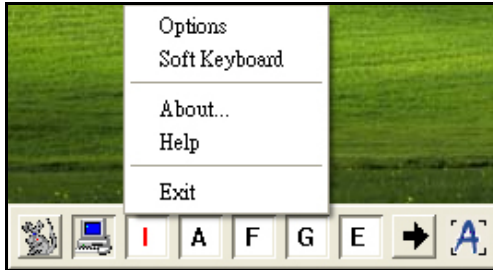 Options
Soft Keyboard
About...
Help
Exit
I A F G E A